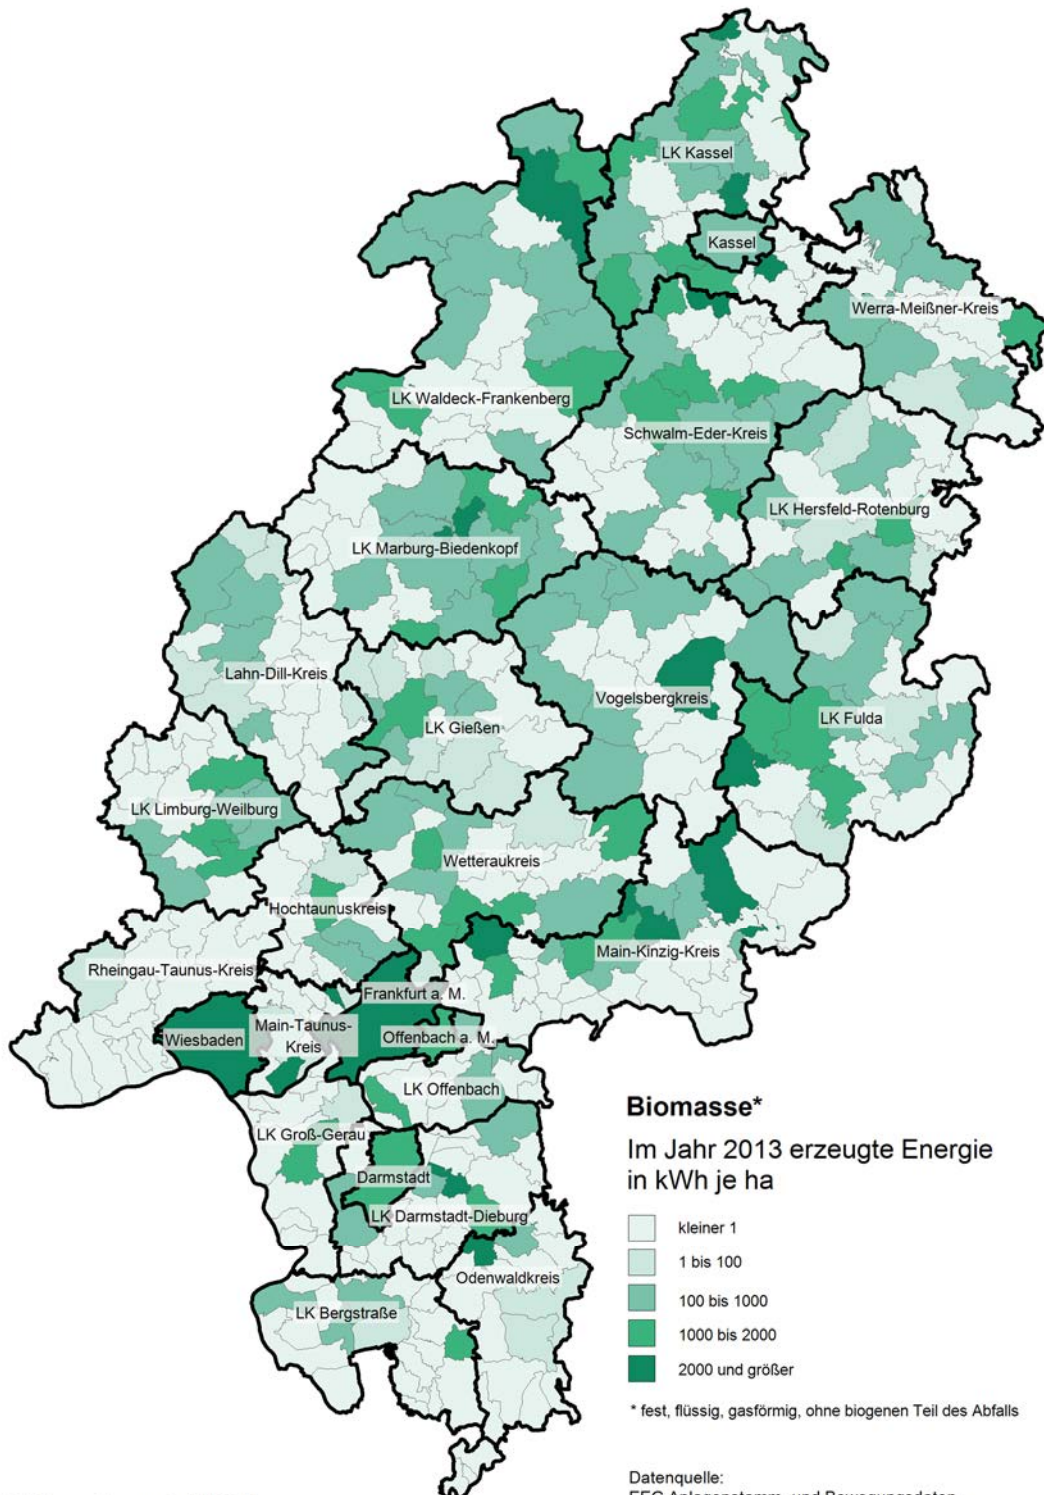 LK Kassel
Kassel
Werra-Meißner-Kreis
LK Waldeck-Frankenberg
Schwalm-Eder-Kreis
LK Hersfeld-Rotenburg
LK Marburg-Biedenkopf
Lahn-Dill-Kreis
Vogelsbergkreis
LK Fulda
LK Gießen
LK Limburg-Weilburg
Wetteraukreis
Hochtaunuskreis
Main-Kinzig-Kreis
Rheingau-Taunus-Kreis
Frankfurt a. M.
Wiesbaden
Main-Taunus-
Kreis
Offenbach a. M.
LK Offenbach
LK Groß-Gerau
Darmstadt
LK Darmstadt-Dieburg
Odenwaldkreis
LK Bergstraße
Biomasse*
Im Jahr 2013 erzeugte Energie
in kWh je ha
kleiner 1
1 bis 100
100 bis 1000
1000 bis 2000
2000 und größer
* fest, flüssig, gasförmig, ohne biogenen Teil des Abfalls
Datenquelle:
EEG Anlagenstamm- und Bewegungsdaten